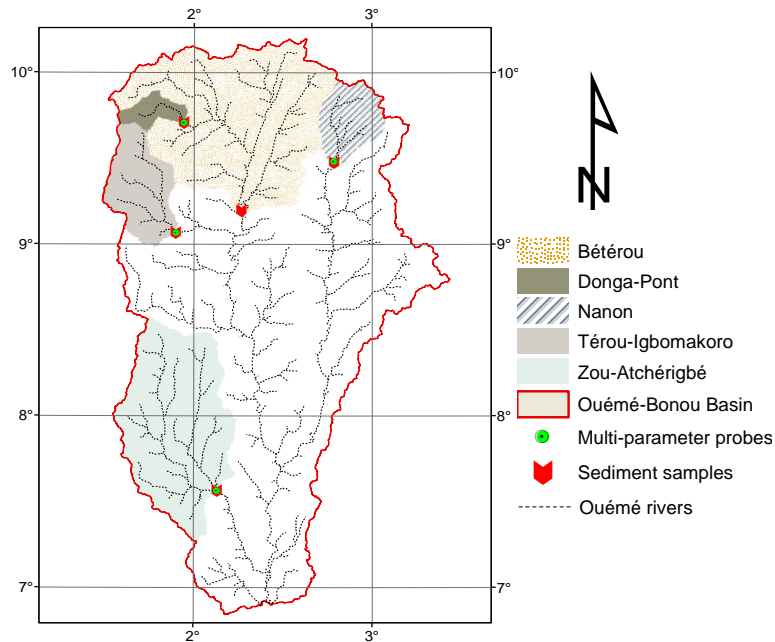 2° 3°
10° 10°
N
9° 9°
Bétérou
Donga-Pont
Nanon
Térou-Igbomakoro
Zou-Atchérigbé
8° 8°
Ouémé-Bonou Basin
Multi-parameter probes
Sediment samples
Ouémé rivers
7° 7°
2° 3°